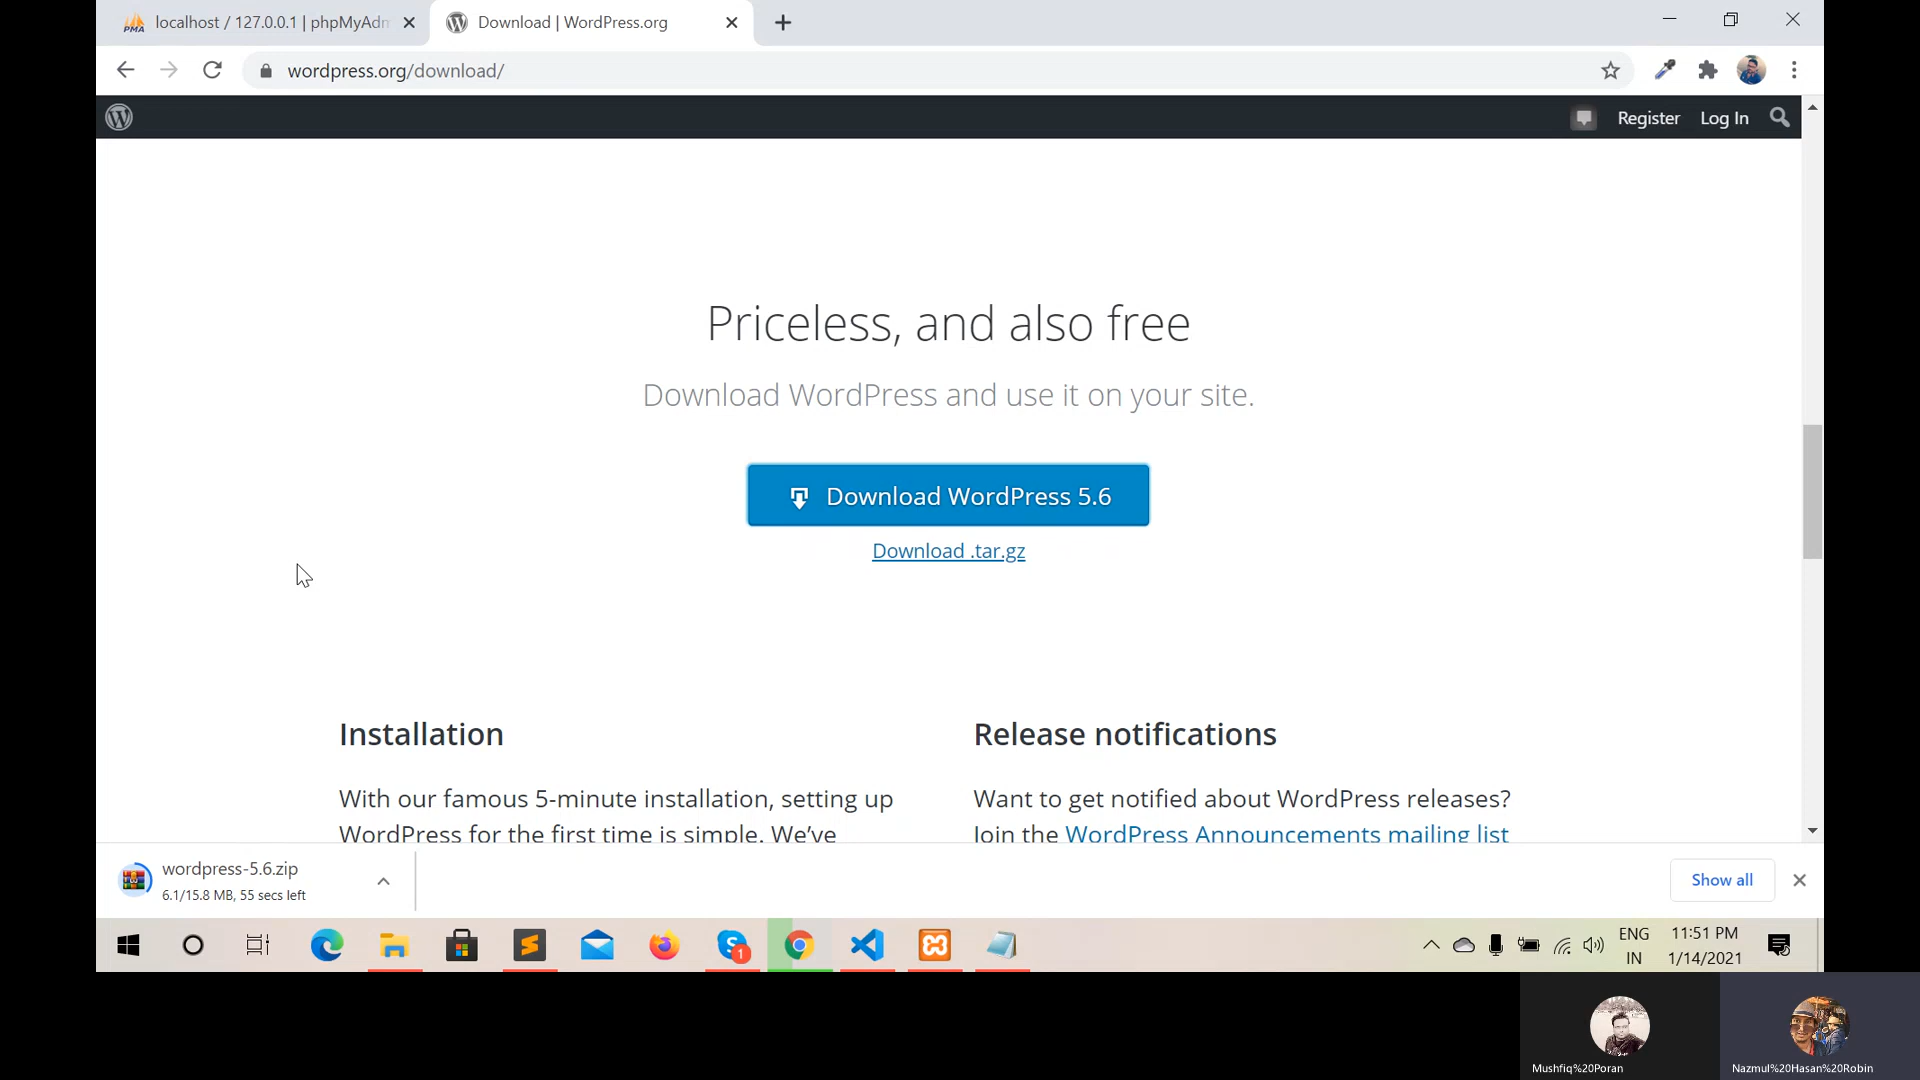 localhost / 127.0.0.1 | phpMyAdm
Download | WordPress.org
wordpress.org/download/
Register
Log In
Priceless, and also free
Download WordPress and use it on your site.
Download WordPress 5.6
Download .tar.gz
Installation
Release notifications
With our famous 5-minute installation, setting up
WordPress for the first time is simple. We’ve
Want to get notified about WordPress releases?
Join the WordPress Announcements mailing list
wordpress-5.6.zip
6.1/15.8 MB, 55 secs left
Show all
1
ENG
IN
11:51 PM
1/14/2021
Mushfiq%20Poran
Nazmul%20Hasan%20Robin